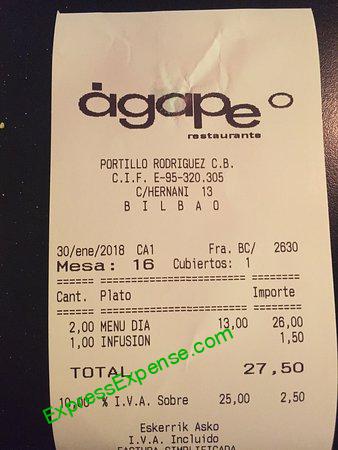 àgape
restaurante
PORTILLO RODRIGUEZ C.B.
C.I.F. E-95-320.305
C/HERNANI 13
BILBAO
30/ene/2018 CA1 Fra. BC/ 2630
Mesa: 16 Cubiertos: 1
Cant. Plato Importe
2,00 MENU DIA 13,00 26,00
1,00 INFUSION 1,50
TOTAL 27,50
10,00 % I.V.A. Sobre 25,00 2,50
Eskerrik Asko
I.V.A. Incluido
FACTURA SIMPLIFICADA
ExpressExpense.com